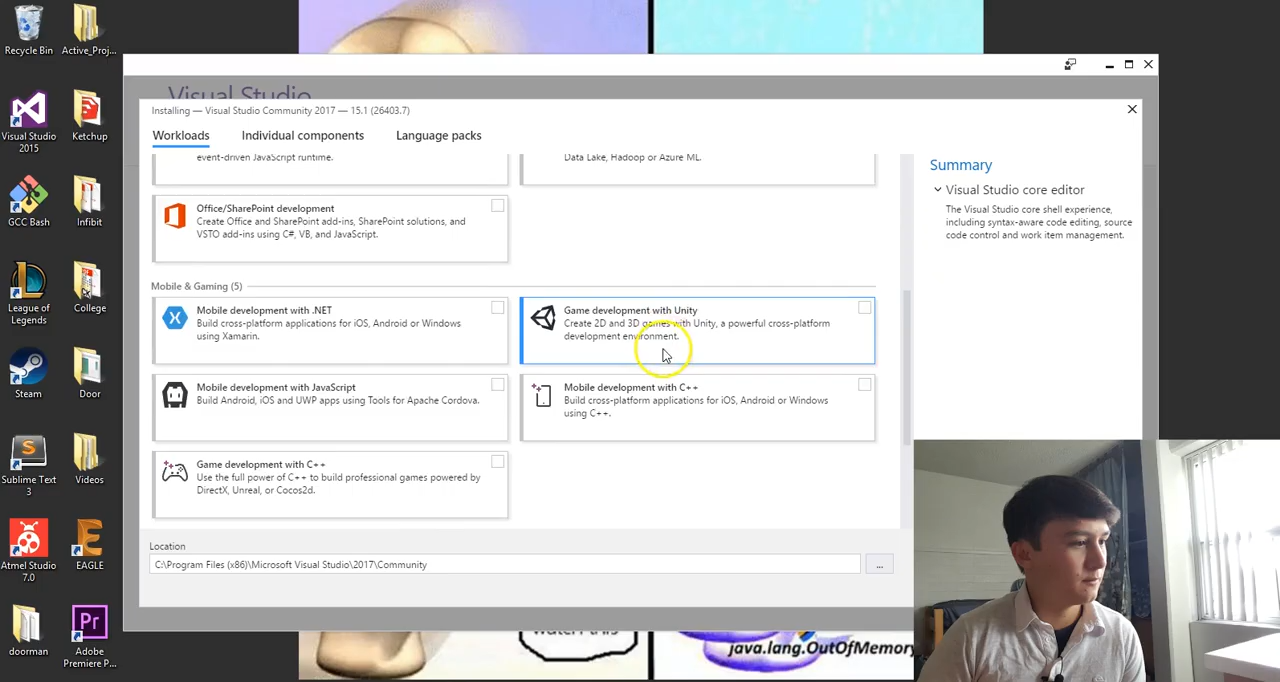 Recycle Bin
Active_Proj...
Visual Studio
2015
Ketchup
GCC Bash
Infibit
League of
Legends
College
Steam
Door
Sublime Text
3
Videos
Atmel Studio
7.0
EAGLE
doorman
Pr
Adobe
Premiere P...
Visual Studio
Installing — Visual Studio Community 2017 — 15.1 (26403.7)
Workloads
Individual components
Language packs
event-driven JavaScript runtime.
Data Lake, Hadoop or Azure ML.
Office/SharePoint development
Create Office and SharePoint add-ins, SharePoint solutions, and
VSTO add-ins using C#, VB, and JavaScript.
Mobile & Gaming (5)
Mobile development with .NET
Build cross-platform applications for iOS, Android or Windows
using Xamarin.
Game development with Unity
Create 2D and 3D games with Unity, a powerful cross-platform
development environment.
Mobile development with JavaScript
Build Android, iOS and UWP apps using Tools for Apache Cordova.
Mobile development with C++
Build cross-platform applications for iOS, Android or Windows
using C++.
Game development with C++
Use the full power of C++ to build professional games powered by
DirectX, Unreal, or Cocos2d.
Location
C:\Program Files (x86)\Microsoft Visual Studio\2017\Community
...
Summary
Visual Studio core editor
The Visual Studio core shell experience,
including syntax-aware code editing, source
code control and work item management.
java.lang.OutOfMemory